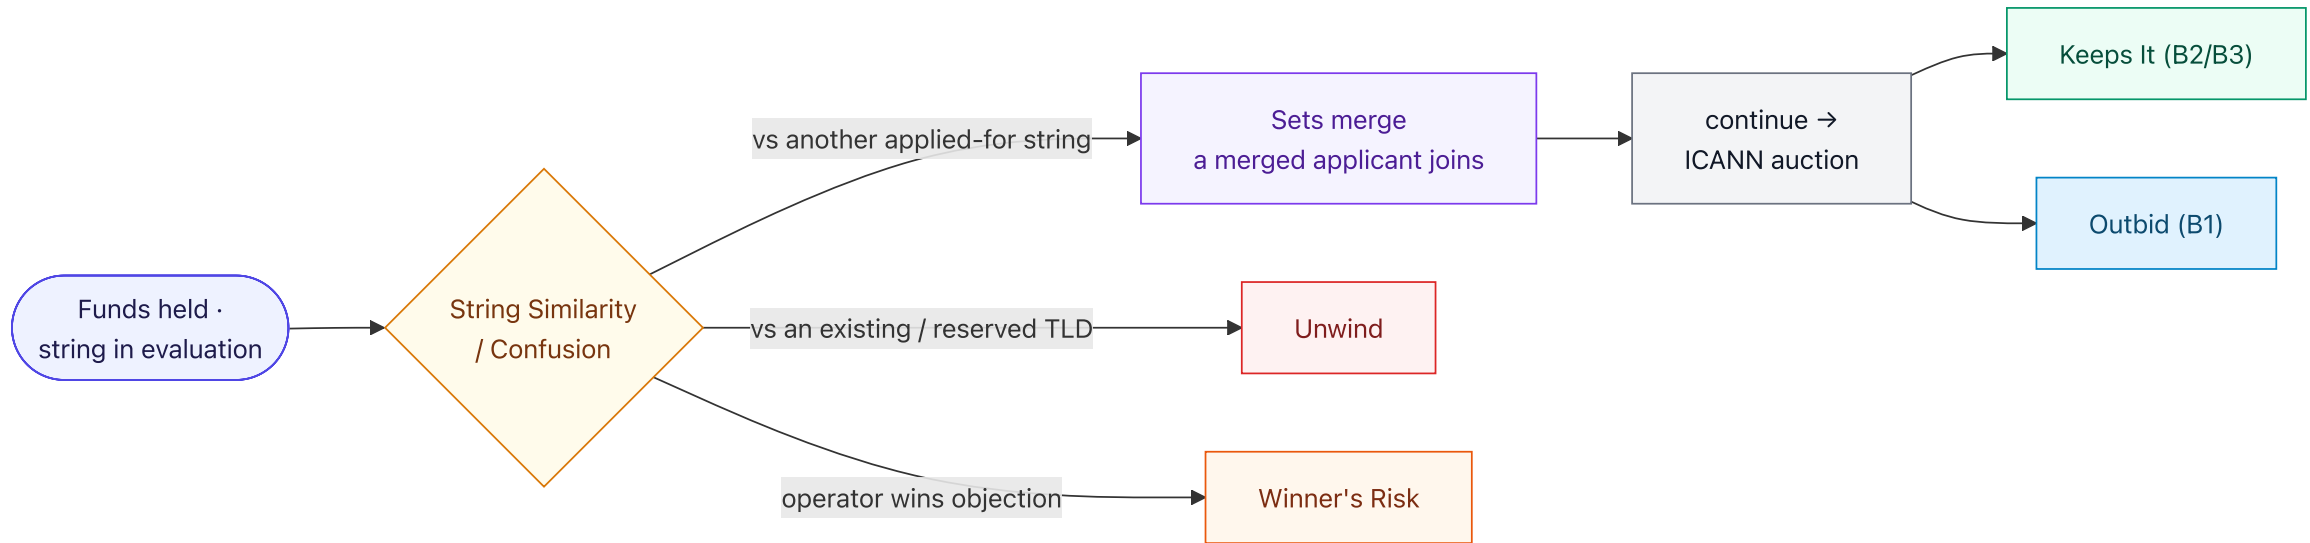 Funds held ·
string in evaluation
String Similarity
/ Confusion
vs another applied-for string
vs an existing / reserved TLD
operator wins objection
Sets merge
a merged applicant joins
Unwind
Winner's Risk
continue →
ICANN auction
Keeps It (B2/B3)
Outbid (B1)